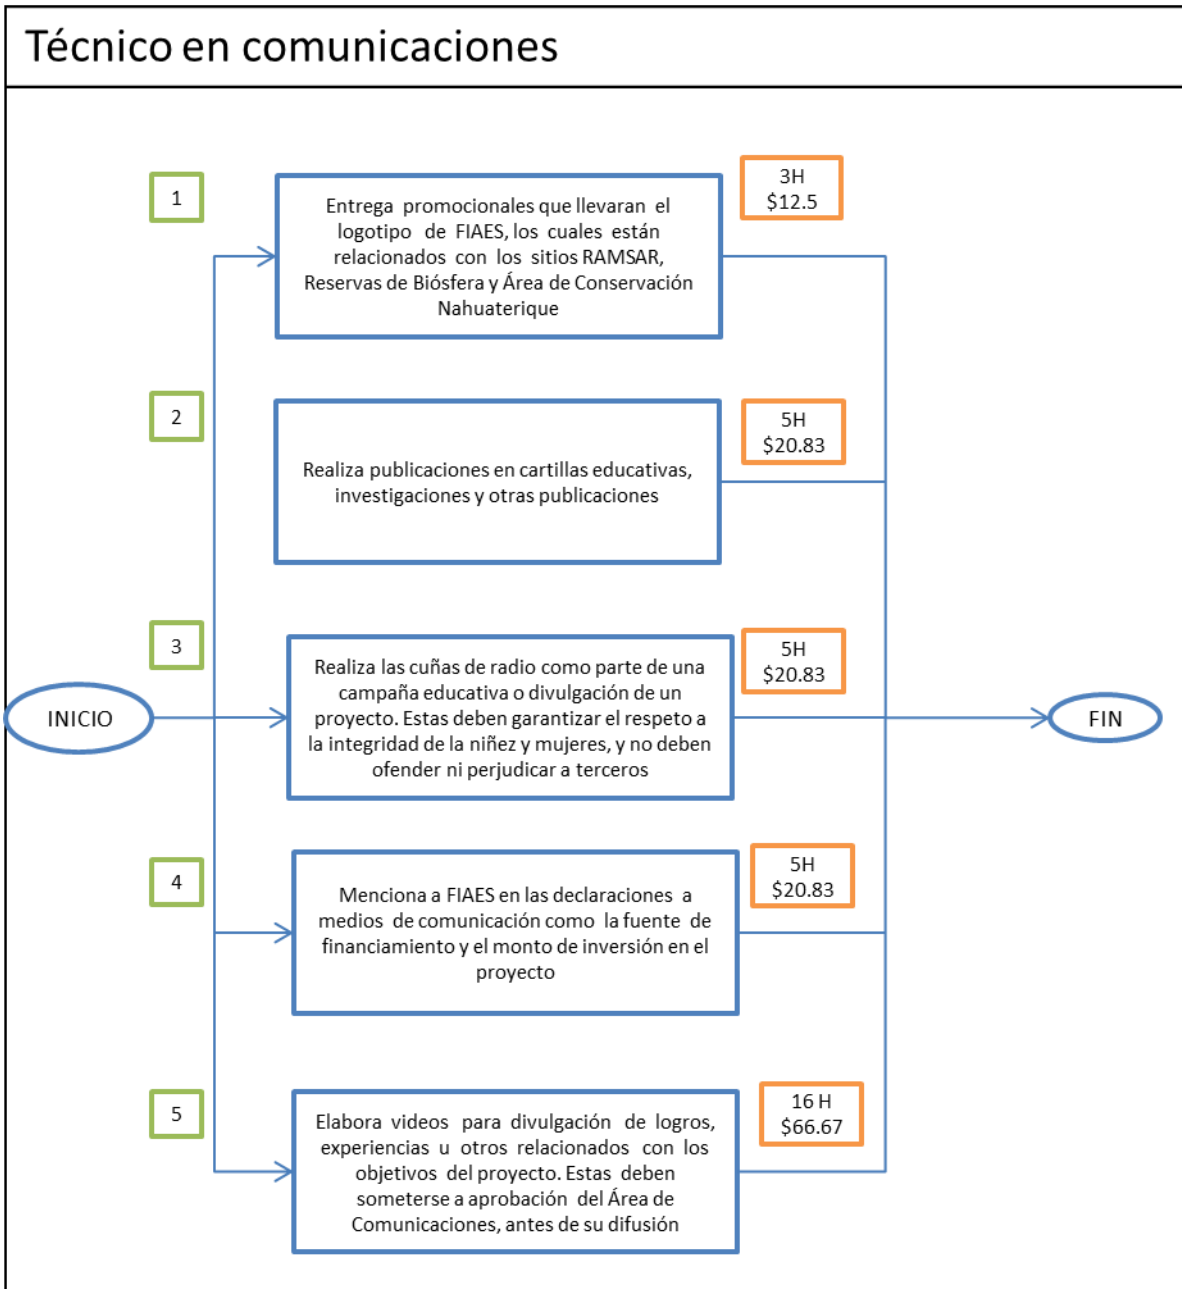 Técnico en comunicaciones
1
Entrega promocionales que llevaran el
logotipo de FIAES, los cuales están
relacionados con los sitios RAMSAR,
Reservas de Biósfera y Área de Conservación
Nahuaterique
3H
$12.5
2
Realiza publicaciones en cartillas educativas,
investigaciones y otras publicaciones
5H
$20.83
3
Realiza las cuñas de radio como parte de una
campaña educativa o divulgación de un
proyecto. Estas deben garantizar el respeto a
la integridad de la niñez y mujeres, y no deben
ofender ni perjudicar a terceros
5H
$20.83
INICIO
FIN
4
Menciona a FIAES en las declaraciones a
medios de comunicación como la fuente de
financiamiento y el monto de inversión en el
proyecto
5H
$20.83
5
Elabora videos para divulgación de logros,
experiencias u otros relacionados con los
objetivos del proyecto. Estas deben
someterse a aprobación del Área de
Comunicaciones, antes de su difusión
16 H
$66.67